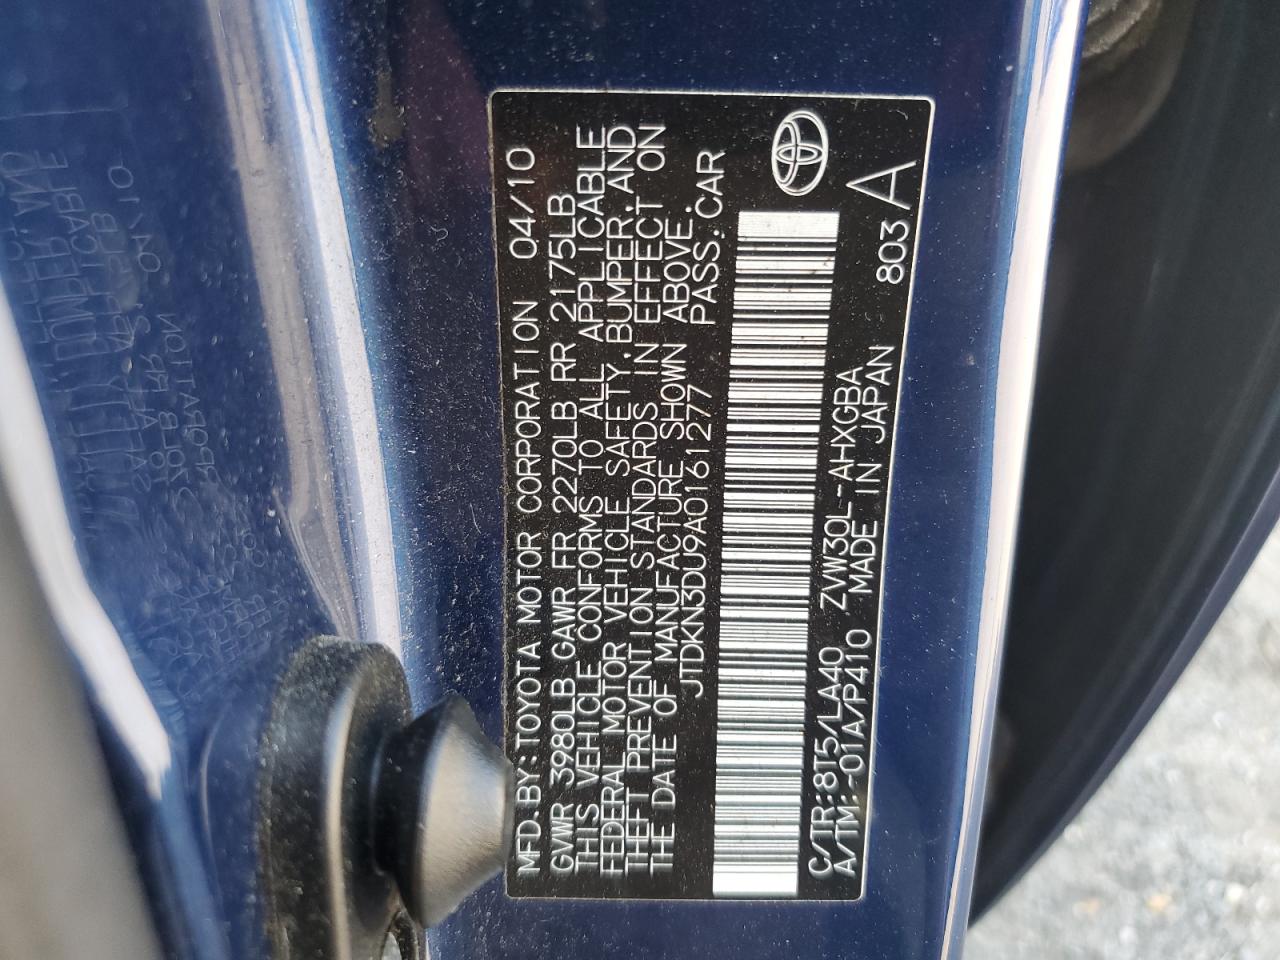 MFD. BY: TOYOTA MOTOR CORPORATION 04/10
GVWR 3980LB GAWR FR 2270LB RR 2175LB
THIS VEHICLE CONFORMS TO ALL APPLICABLE
FEDERAL MOTOR VEHICLE SAFETY, BUMPER, AND
THEFT PREVENTION STANDARDS IN EFFECT ON
THE DATE OF MANUFACTURE SHOWN ABOVE.
JTDKN3DU9A0161277 PASS. CAR
C/TR: 8T5/LA40 ZVW30L-AHXGBA 803 A
A/TM: -01A/P410 MADE IN JAPAN